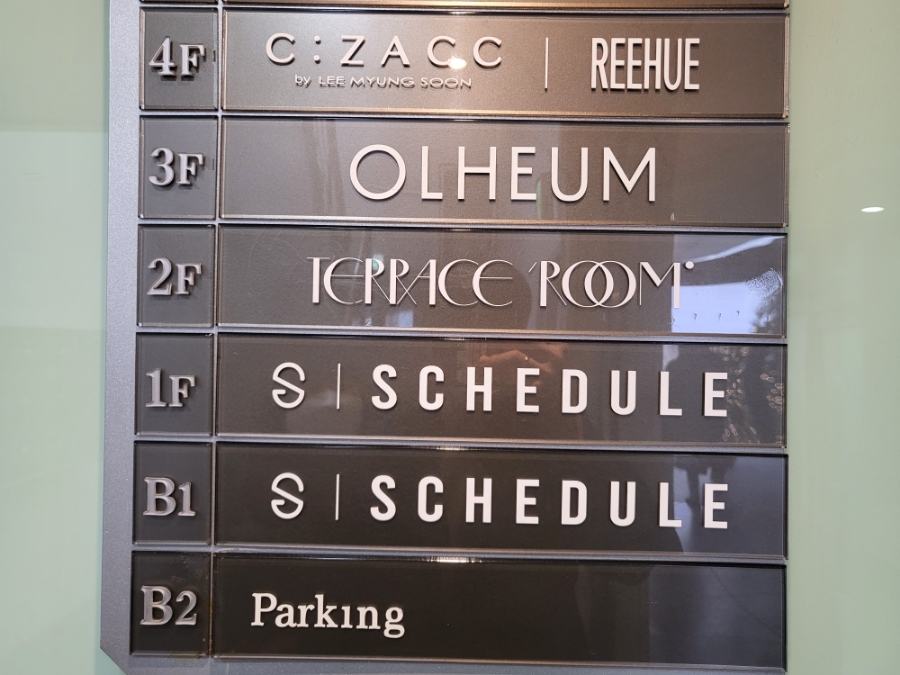 4F C:ZACC | REEHUE
by LEE MYUNG SOON
3F OLHEUM
2F TERRACE ROOM
1F S | SCHEDULE
B1 S | SCHEDULE
B2 Parking